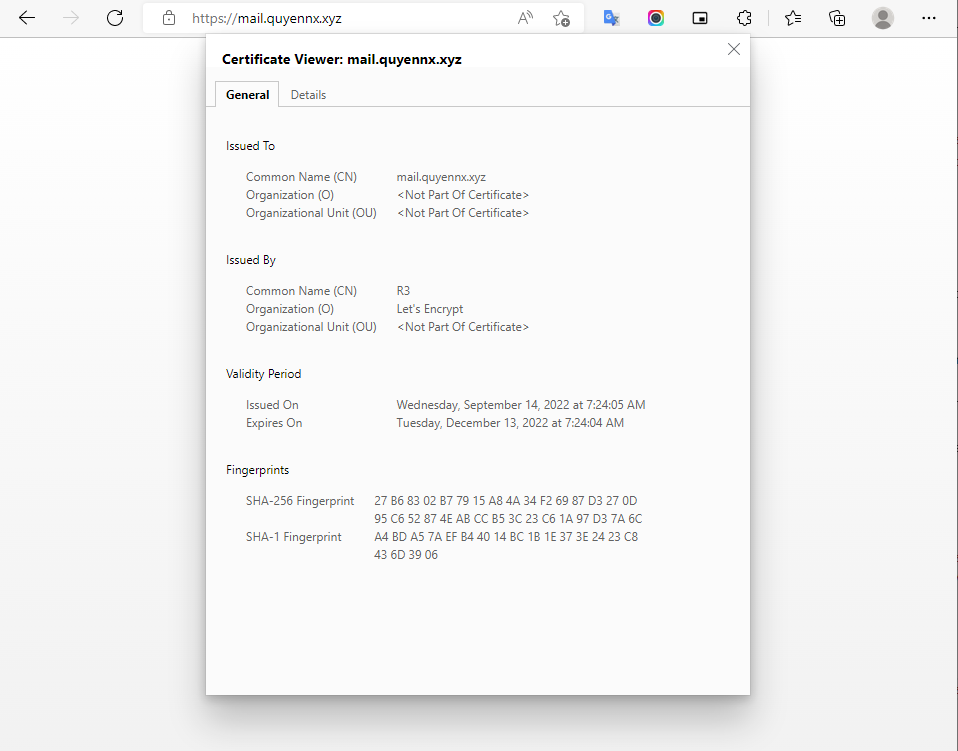 https://mail.quyennx.xyz
Certificate Viewer: mail.quyennx.xyz
General Details
Issued To
Common Name (CN) mail.quyennx.xyz
Organization (O) <Not Part Of Certificate>
Organizational Unit (OU) <Not Part Of Certificate>
Issued By
Common Name (CN) R3
Organization (O) Let's Encrypt
Organizational Unit (OU) <Not Part Of Certificate>
Validity Period
Issued On Wednesday, September 14, 2022 at 7:24:05 AM
Expires On Tuesday, December 13, 2022 at 7:24:04 AM
Fingerprints
SHA-256 Fingerprint 27 B6 83 02 B7 79 15 A8 4A 34 F2 69 87 D3 27 0D
95 C6 52 87 4E AB CC B5 3C 23 C6 1A 97 D3 7A 6C
SHA-1 Fingerprint A4 BD A5 7A EF B4 40 14 BC 1B 1E 37 3E 24 23 C8
43 6D 39 06